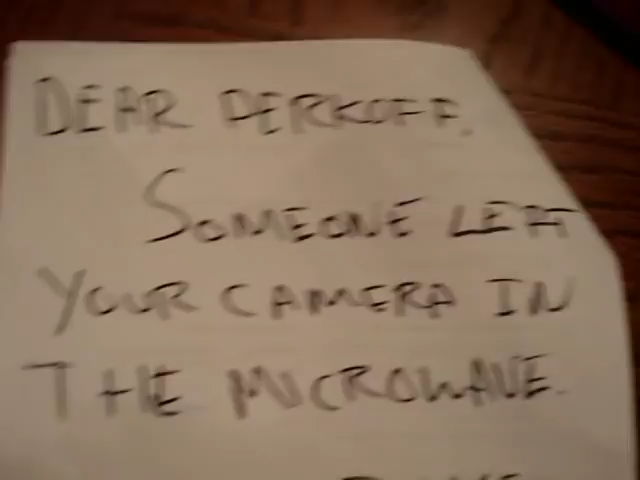 DEAR PERKOFF,
SOMEONE LEFT
YOUR CAMERA IN
THE MICROWAVE.